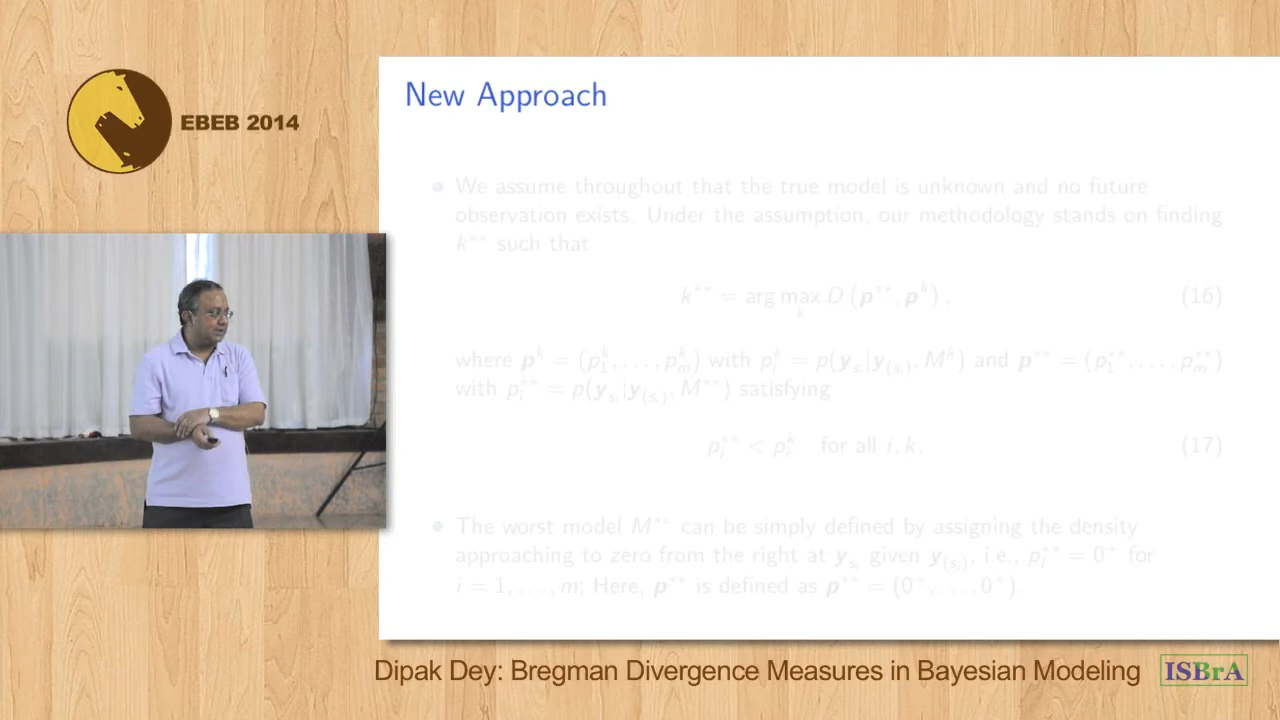 EBEB 2014
New Approach
• We assume throughout that the true model is unknown and no future
observation exists. Under the assumption, our methodology stands on finding
k** such that
k** = arg max_k D (p**, p^k), (16)
where p^k = (p_1^k, . . . , p_m^k) with p_i^k = p(y_{s_i}|y_{(s_i)}, M^k) and p** = (p_1**, . . . , p_m**)
with p_i** = p(y_{s_i}|y_{(s_i)}, M**) satisfying
p_i** < p_i^k for all i, k. (17)
• The worst model M** can be simply defined by assigning the density
approaching to zero from the right at y_{s_i} given y_{(s_i)}, i.e., p_i** = 0^+ for
i = 1, . . . , m; Here, p** is defined as p** = (0^+, . . . , 0^+).
Dipak Dey: Bregman Divergence Measures in Bayesian Modeling
ISBrA